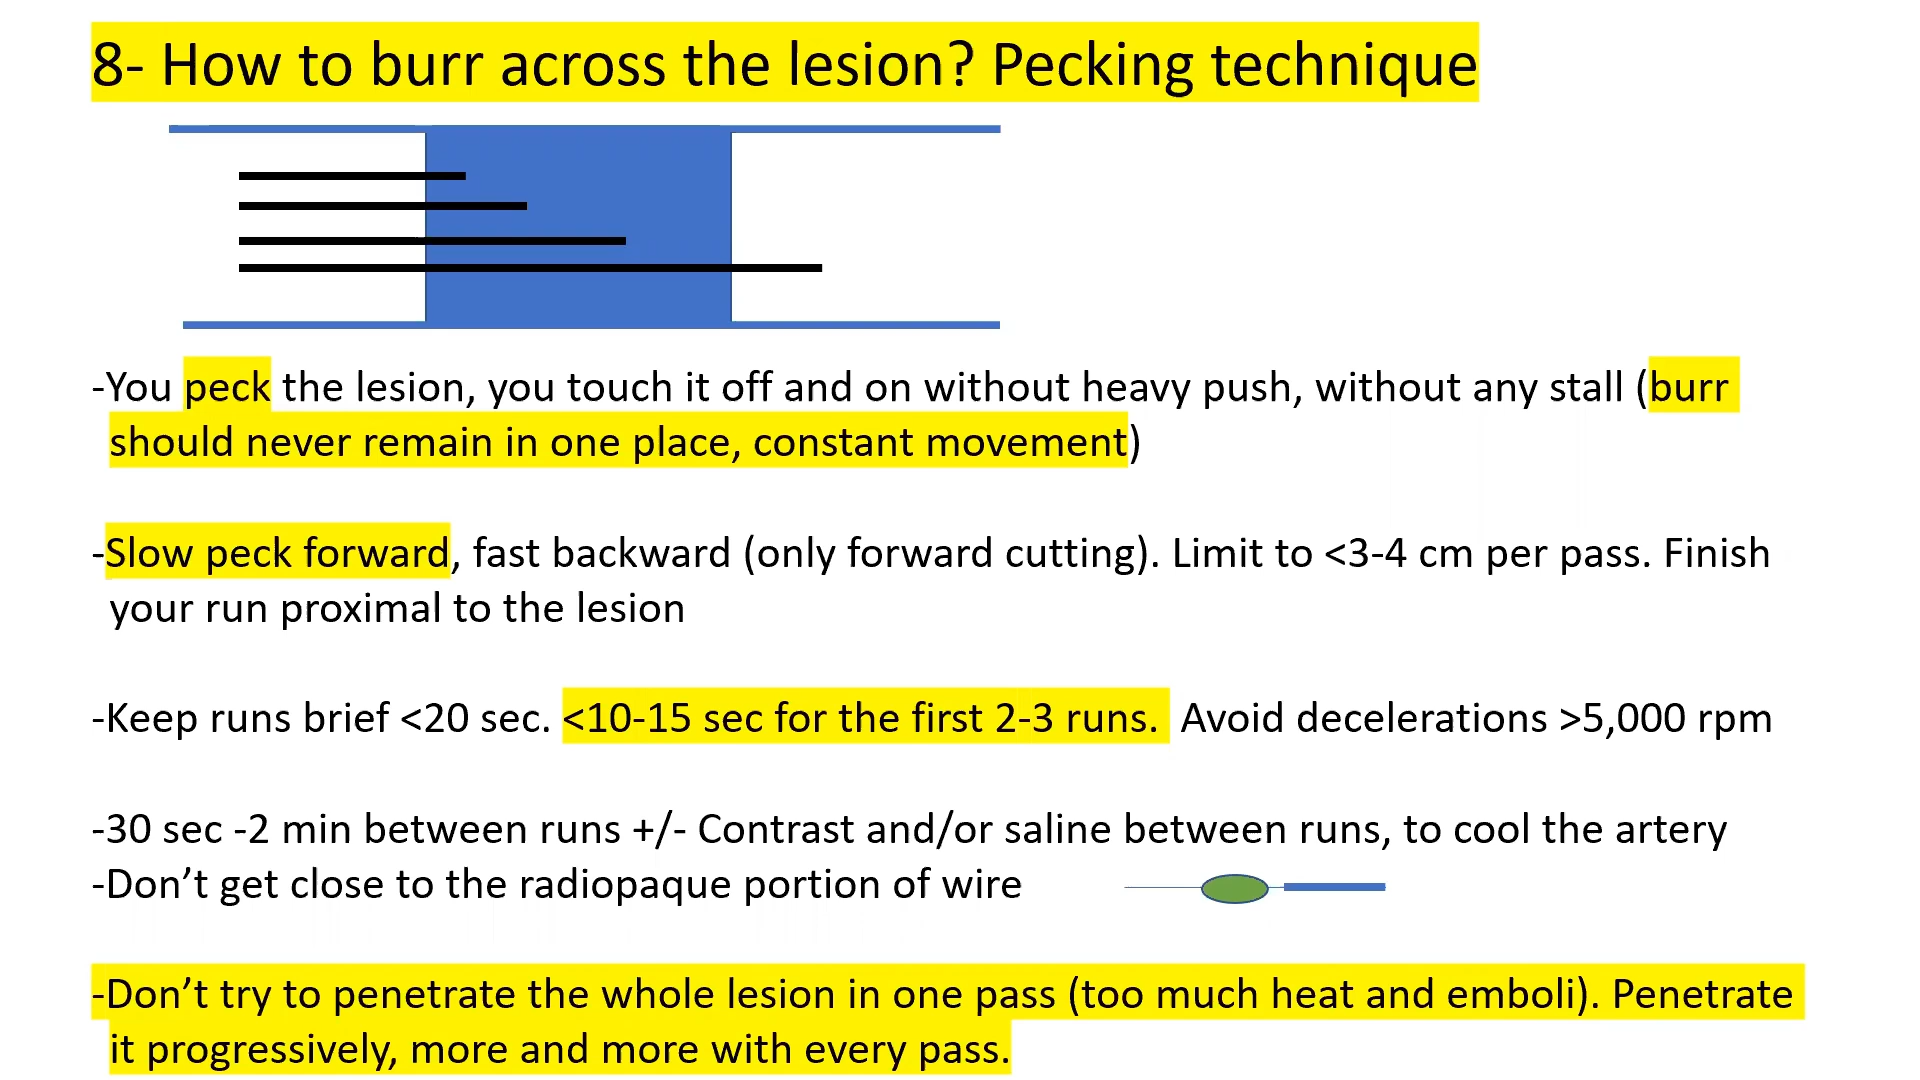 8- How to burr across the lesion? Pecking technique
-You peck the lesion, you touch it off and on without heavy push, without any stall (burr
should never remain in one place, constant movement)
-Slow peck forward, fast backward (only forward cutting). Limit to <3-4 cm per pass. Finish
your run proximal to the lesion
-Keep runs brief <20 sec. <10-15 sec for the first 2-3 runs. Avoid decelerations >5,000 rpm
-30 sec -2 min between runs +/- Contrast and/or saline between runs, to cool the artery
-Don’t get close to the radiopaque portion of wire
-Don’t try to penetrate the whole lesion in one pass (too much heat and emboli). Penetrate
it progressively, more and more with every pass.